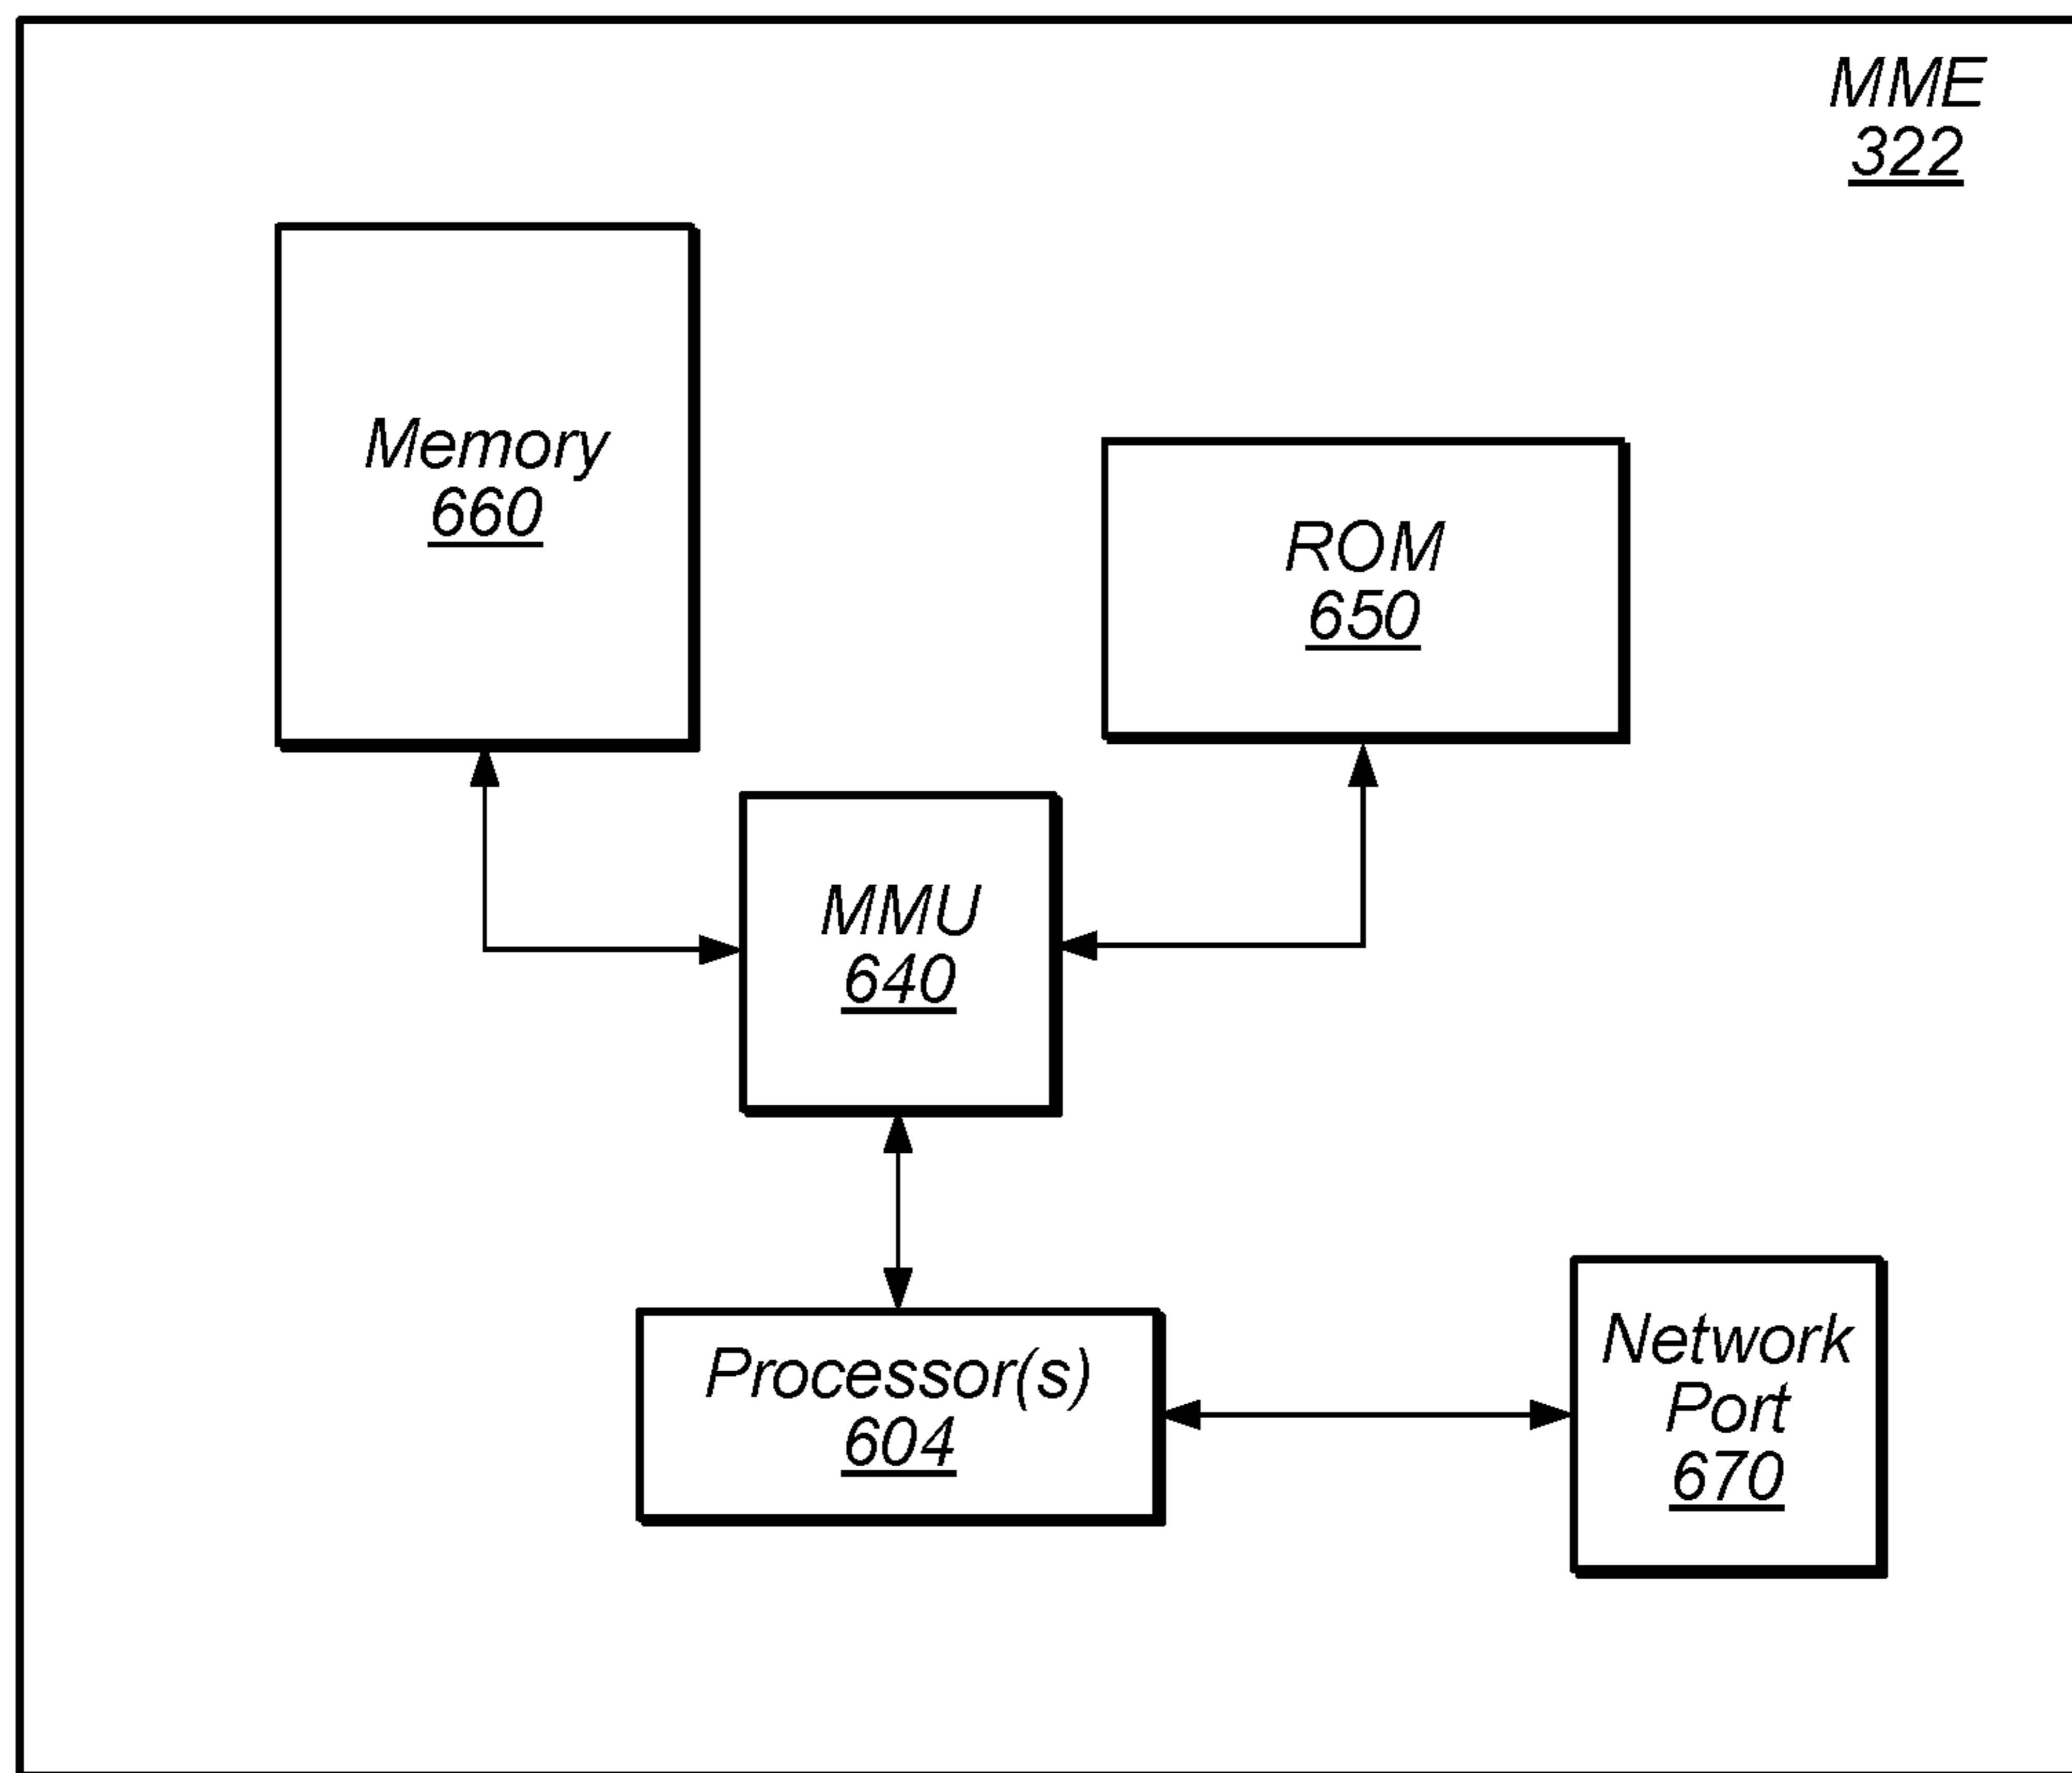 MME
322
Memory
660
ROM
650
MMU
640
Processor(s)
604
Network
Port
670